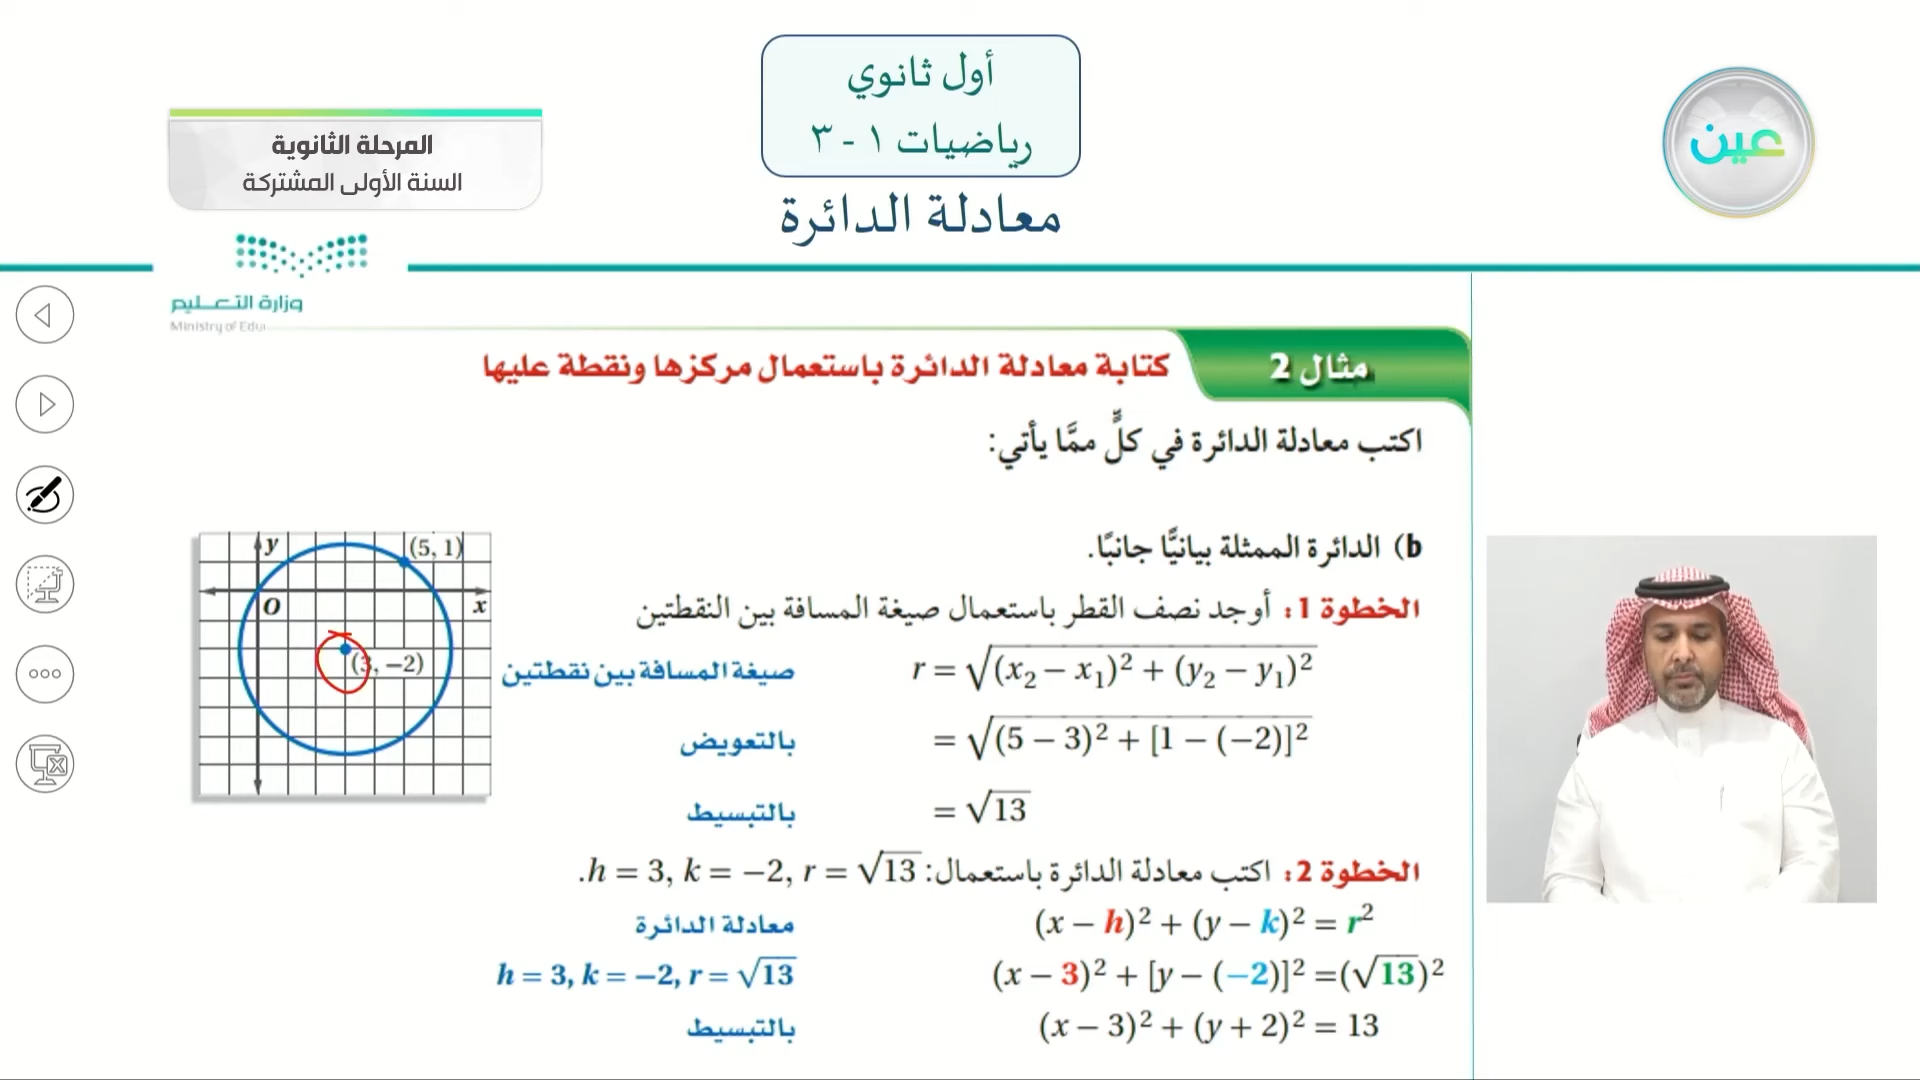 أول ثانوي
رياضيات ١ - ٣
معادلة الدائرة
المرحلة الثانوية
السنة الأولى المشتركة
عين
وزارة التعليم
Ministry of Edu
مثال 2
كتابة معادلة الدائرة باستعمال مركزها ونقطة عليها
اكتب معادلة الدائرة في كلٍّ ممَّا يأتي:
b) الدائرة الممثلة بيانيًّا جانبًا.
y
(5, 1)
O
x
(3, −2)
الخطوة 1: أوجد نصف القطر باستعمال صيغة المسافة بين النقطتين
r = √(x₂ − x₁)² + (y₂ − y₁)² صيغة المسافة بين نقطتين
= √(5 − 3)² + [1 − (−2)]² بالتعويض
= √13 بالتبسيط
الخطوة 2: اكتب معادلة الدائرة باستعمال: h = 3, k = −2, r = √13.
(x − h)² + (y − k)² = r² معادلة الدائرة
(x − 3)² + [y − (−2)]² =(√13)² h = 3, k = −2, r = √13
(x − 3)² + (y + 2)² = 13 بالتبسيط